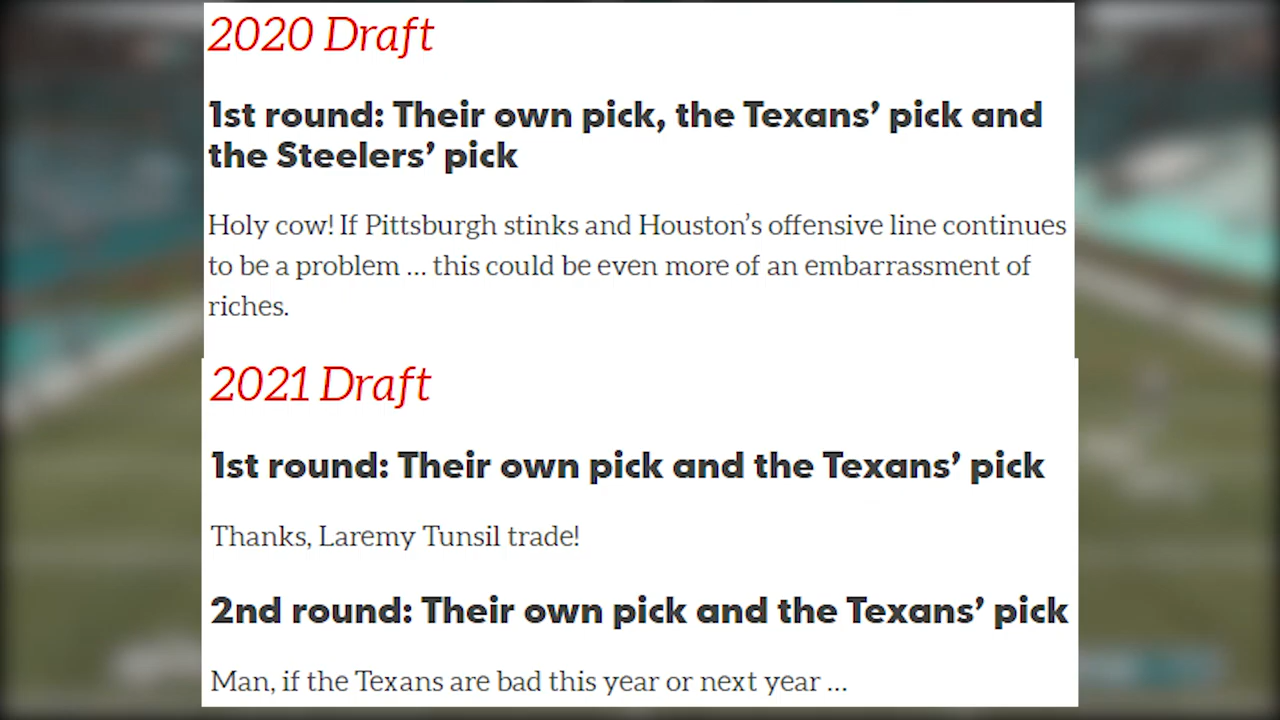 2020 Draft
1st round: Their own pick, the Texans’ pick and
the Steelers’ pick
Holy cow! If Pittsburgh stinks and Houston’s offensive line continues
to be a problem … this could be even more of an embarrassment of
riches.
2021 Draft
1st round: Their own pick and the Texans’ pick
Thanks, Laremy Tunsil trade!
2nd round: Their own pick and the Texans’ pick
Man, if the Texans are bad this year or next year …